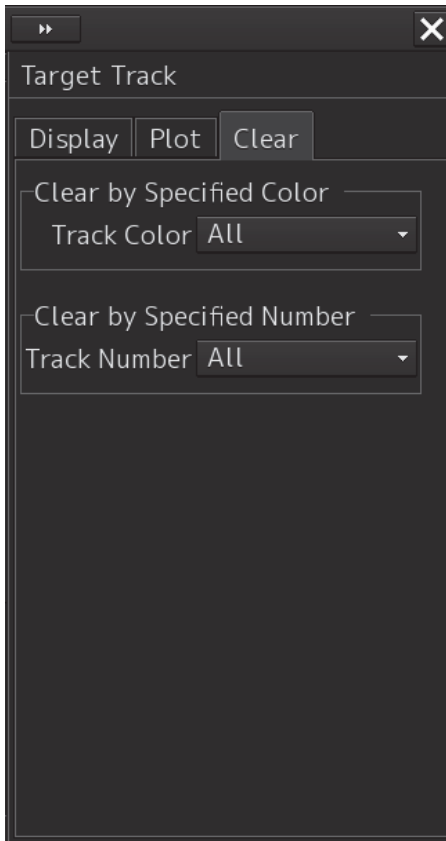 Target Track
Display Plot Clear
Clear by Specified Color
Track Color All
Clear by Specified Number
Track Number All